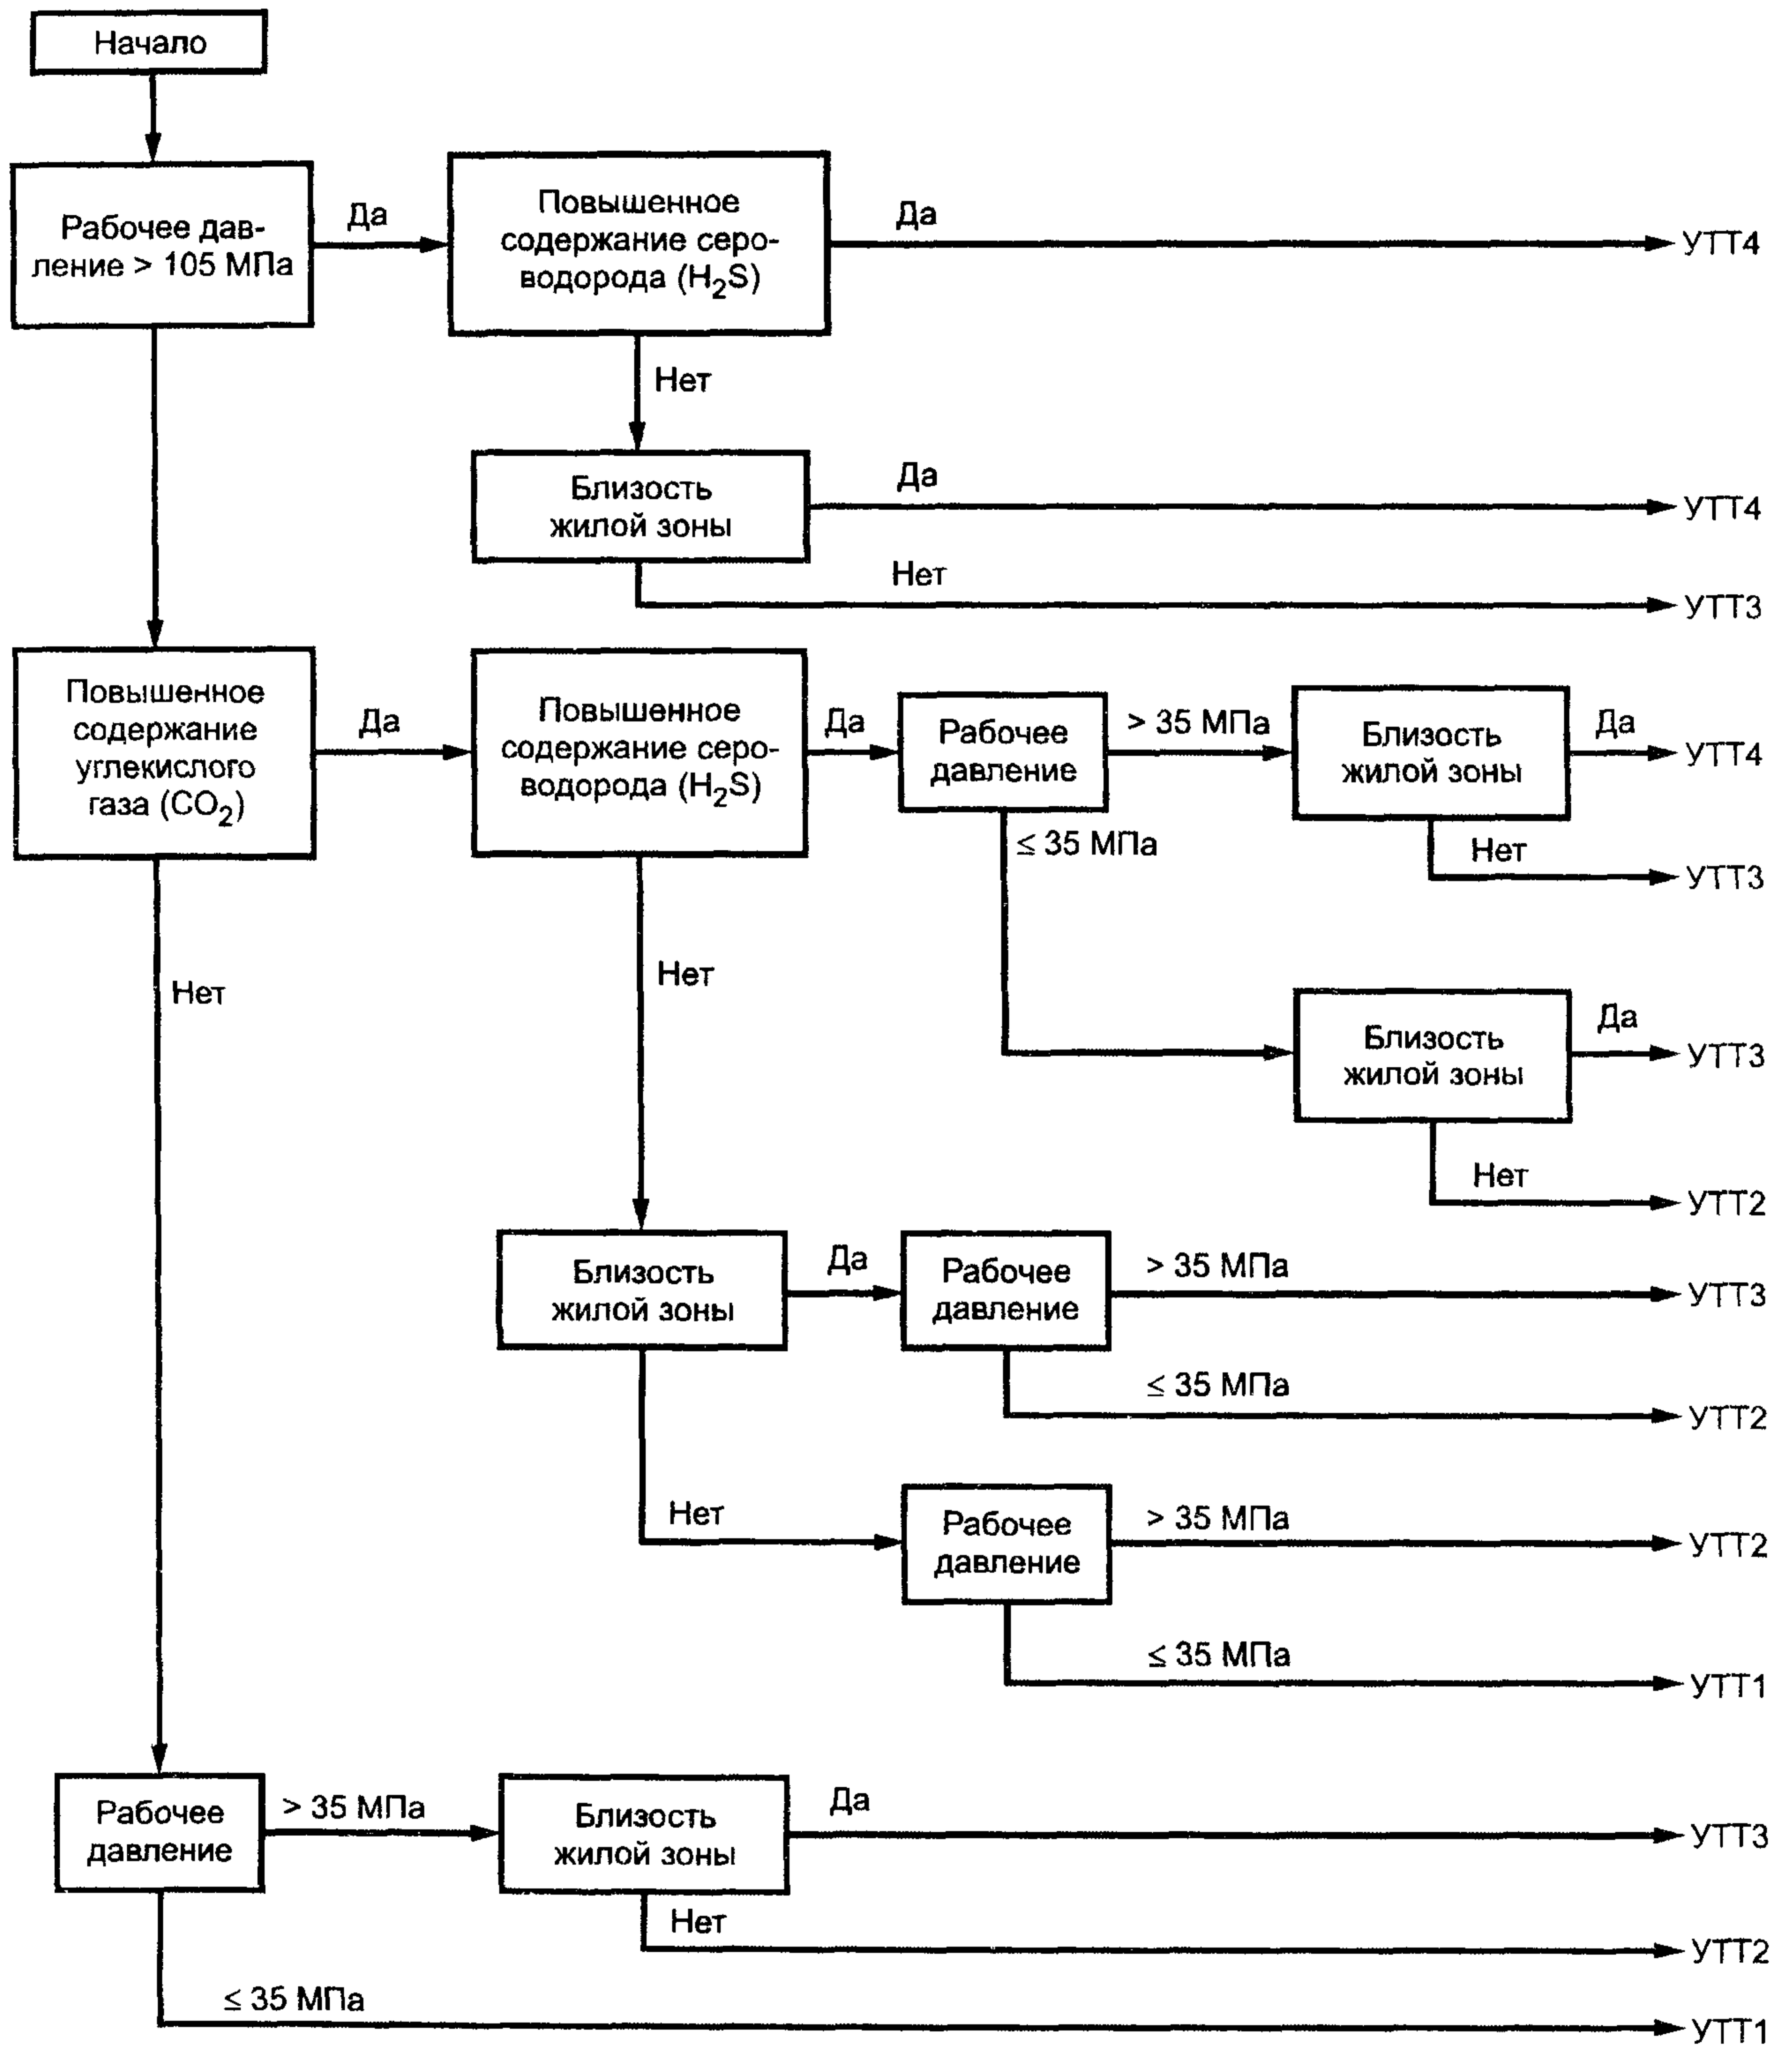 Начало
Рабочее дав-
ление > 105 МПа
Да
Повышенное
содержание серо-
водорода (H₂S)
Да
УТТ4
Нет
Близость
жилой зоны
Да
УТТ4
Нет
УТТ3
Повышенное
содержание
углекислого
газа (CO₂)
Да
Повышенное
содержание серо-
водорода (H₂S)
Да
Рабочее
давление
> 35 МПа
Близость
жилой зоны
Да
УТТ4
Нет
УТТ3
≤ 35 МПа
Близость
жилой зоны
Да
УТТ3
Нет
УТТ2
Нет
Близость
жилой зоны
Да
Рабочее
давление
> 35 МПа
УТТ3
≤ 35 МПа
УТТ2
Нет
Рабочее
давление
> 35 МПа
УТТ2
≤ 35 МПа
УТТ1
Нет
Рабочее
давление
> 35 МПа
Близость
жилой зоны
Да
УТТ3
Нет
УТТ2
≤ 35 МПа
УТТ1